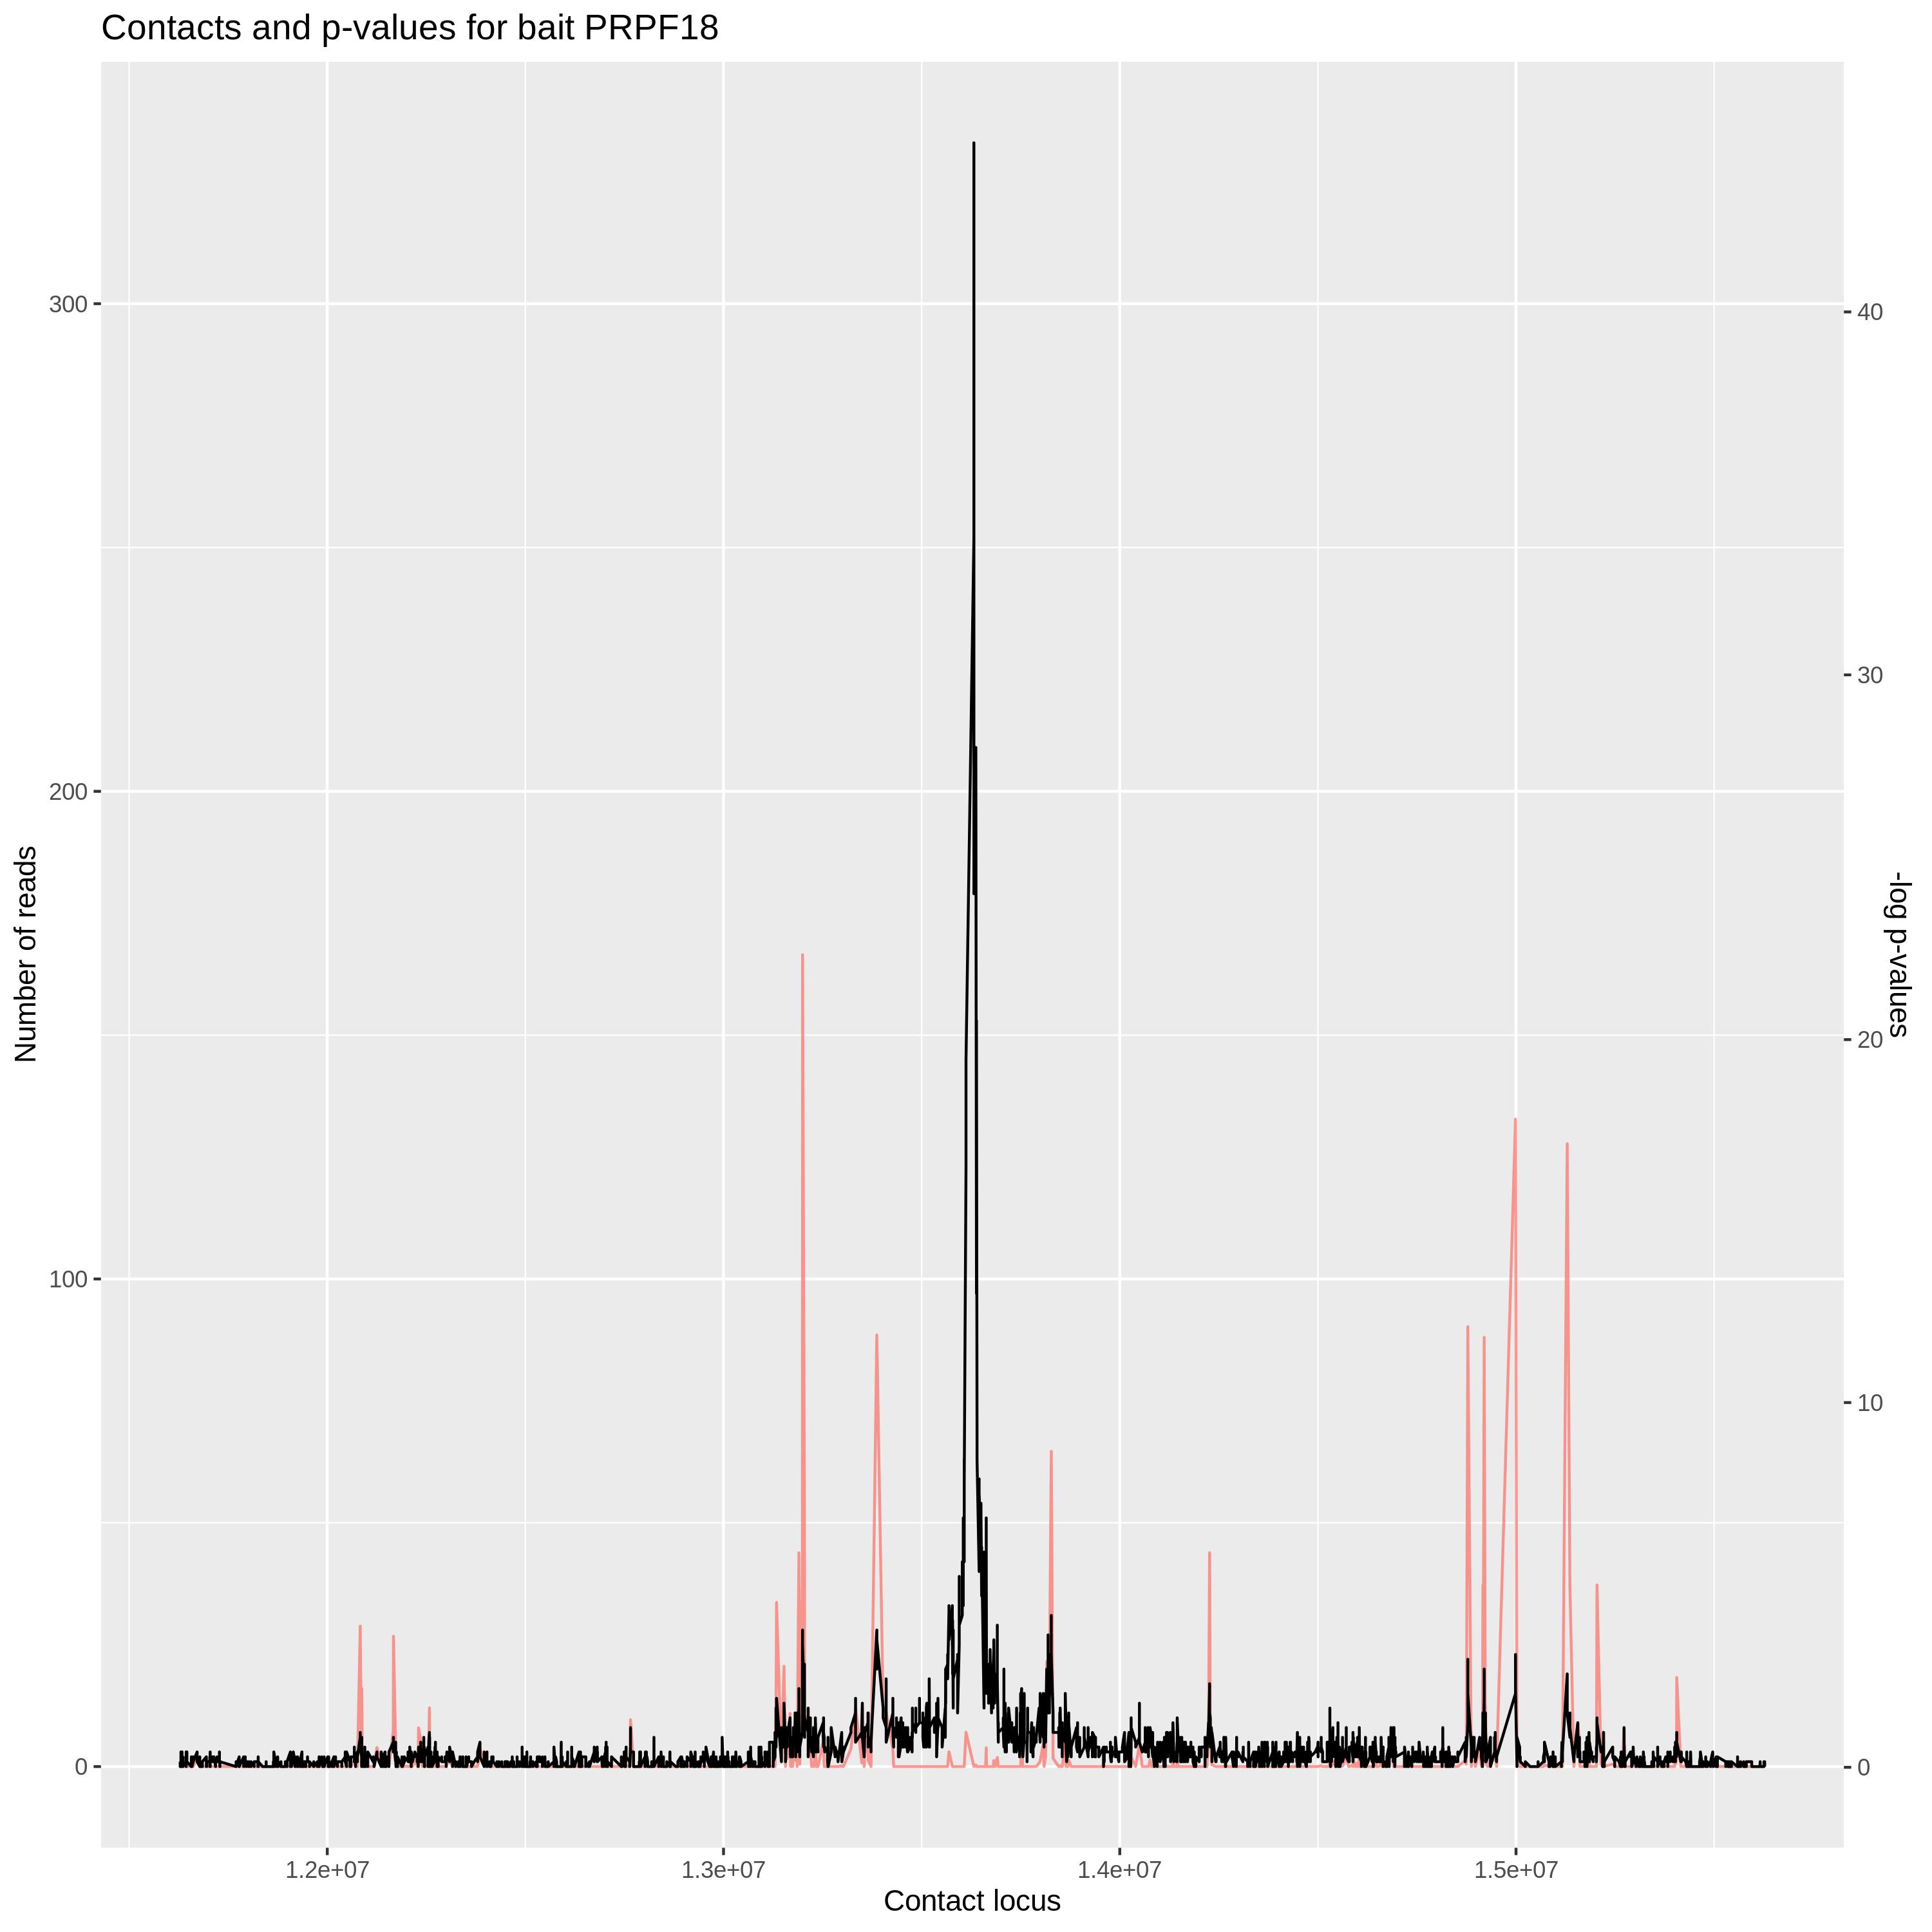 Contacts and p-values for bait PRPF18
Number of reads
300
200
100
0
40
30
20
10
0
-log p-values
1.2e+07
1.3e+07
1.4e+07
1.5e+07
Contact locus